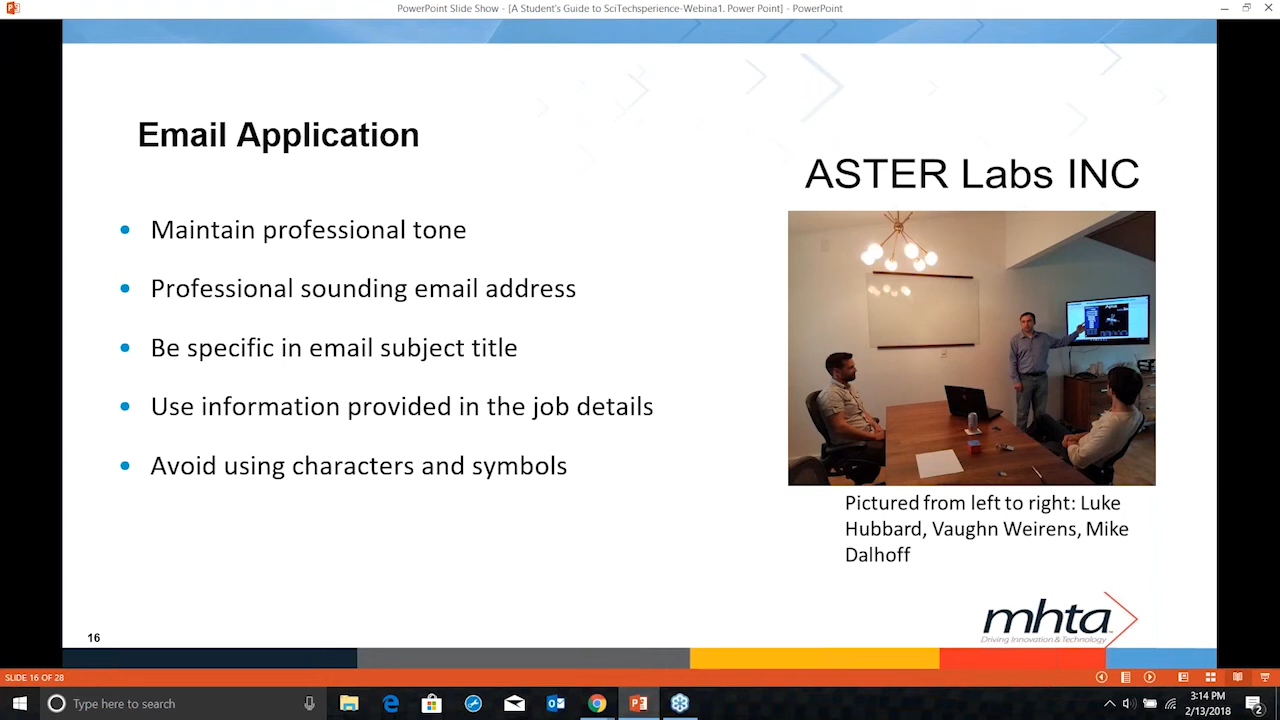 PowerPoint Slide Show - [A Student's Guide to SciTechsperience-Webina1. Power Point] - PowerPoint
Email Application
ASTER Labs INC
• Maintain professional tone
• Professional sounding email address
• Be specific in email subject title
• Use information provided in the job details
• Avoid using characters and symbols
Pictured from left to right: Luke
Hubbard, Vaughn Weirens, Mike
Dalhoff
mhta
Driving Innovation & Technology
16
SLIDE 16 OF 28
Type here to search
3:14 PM
2/13/2018
2